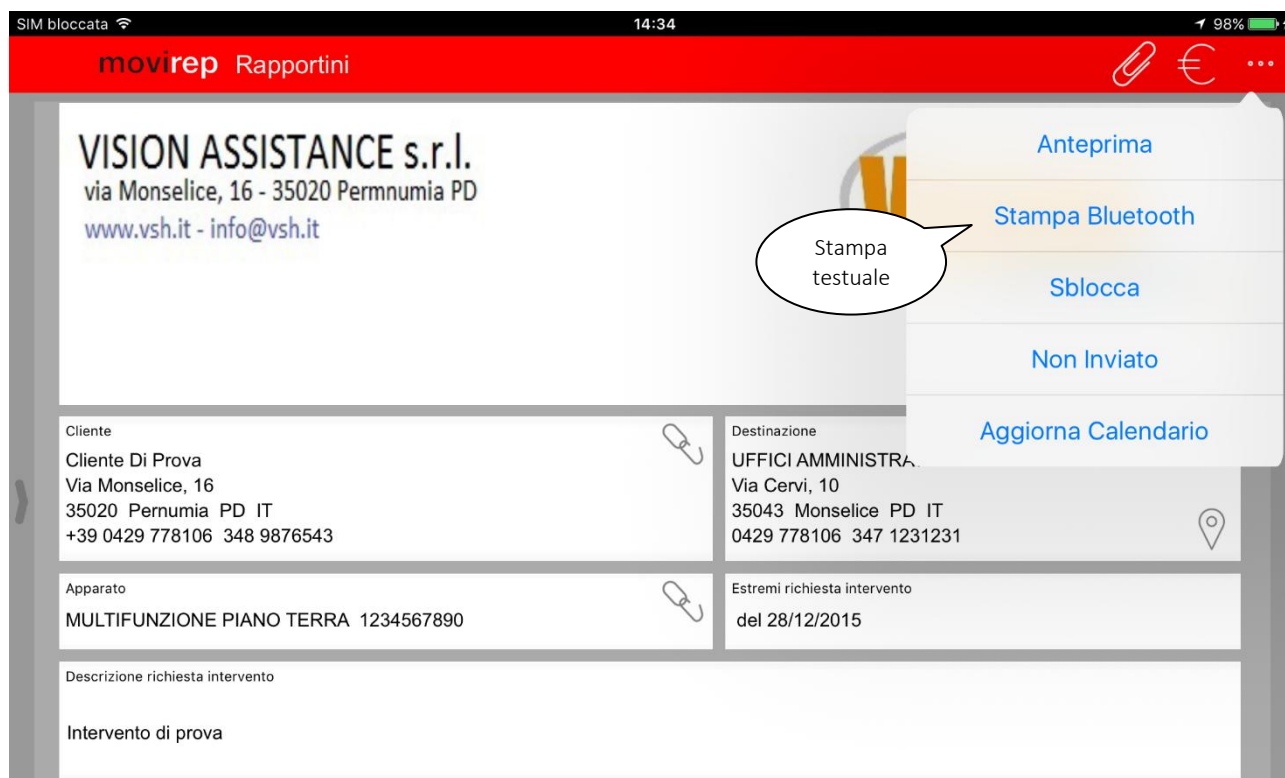 SIM bloccata 14:34 98%
movirep Rapportini €
VISION ASSISTANCE s.r.l.
via Monselice, 16 - 35020 Permnumia PD
www.vsh.it - info@vsh.it
Anteprima
Stampa Bluetooth
Sblocca
Non Inviato
Aggiorna Calendario
Stampa
testuale
Cliente
Cliente Di Prova
Via Monselice, 16
35020 Pernumia PD IT
+39 0429 778106 348 9876543
Destinazione
UFFICI AMMINISTRA
Via Cervi, 10
35043 Monselice PD IT
0429 778106 347 1231231
Apparato
MULTIFUNZIONE PIANO TERRA 1234567890
Estremi richiesta intervento
del 28/12/2015
Descrizione richiesta intervento
Intervento di prova